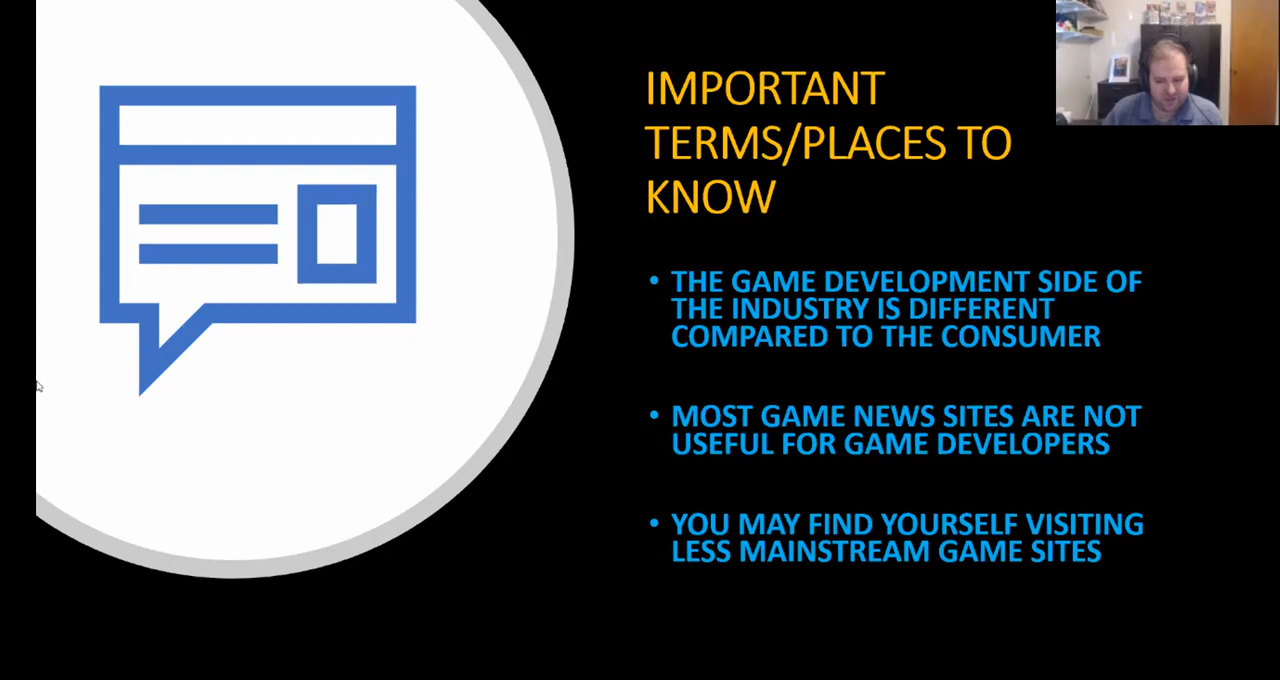 IMPORTANT
TERMS/PLACES TO
KNOW
• THE GAME DEVELOPMENT SIDE OF
THE INDUSTRY IS DIFFERENT
COMPARED TO THE CONSUMER
• MOST GAME NEWS SITES ARE NOT
USEFUL FOR GAME DEVELOPERS
• YOU MAY FIND YOURSELF VISITING
LESS MAINSTREAM GAME SITES